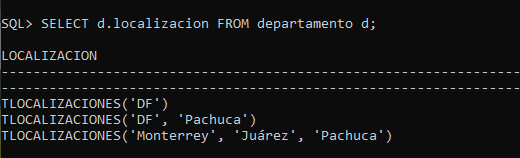 SQL> SELECT d.localizacion FROM departamento d;
LOCALIZACION
--------------------------------------------------------------------------------
--------------------------------------------------------------------------------
TLOCALIZACIONES('DF')
TLOCALIZACIONES('DF', 'Pachuca')
TLOCALIZACIONES('Monterrey', 'Juárez', 'Pachuca')